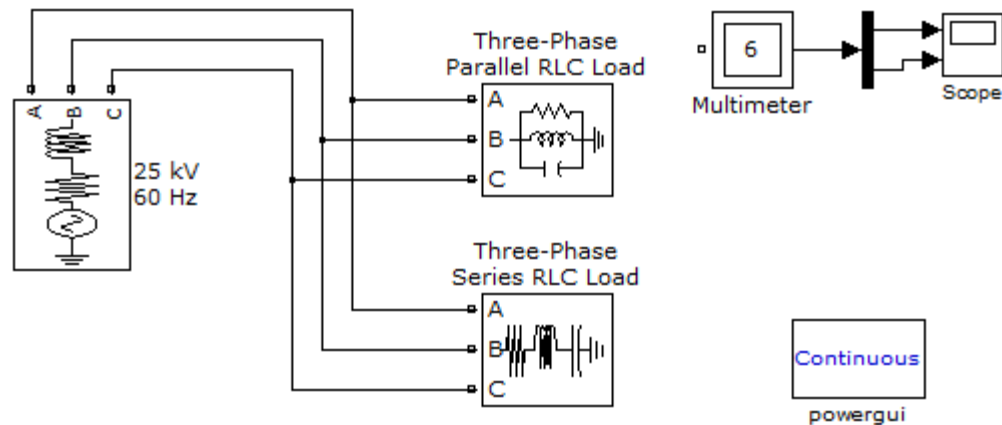 Three-Phase
Parallel RLC Load
6
Multimeter
Scope
A
B
C
A
B
C
25 kV
60 Hz
Three-Phase
Series RLC Load
A
B
C
Continuous
powergui